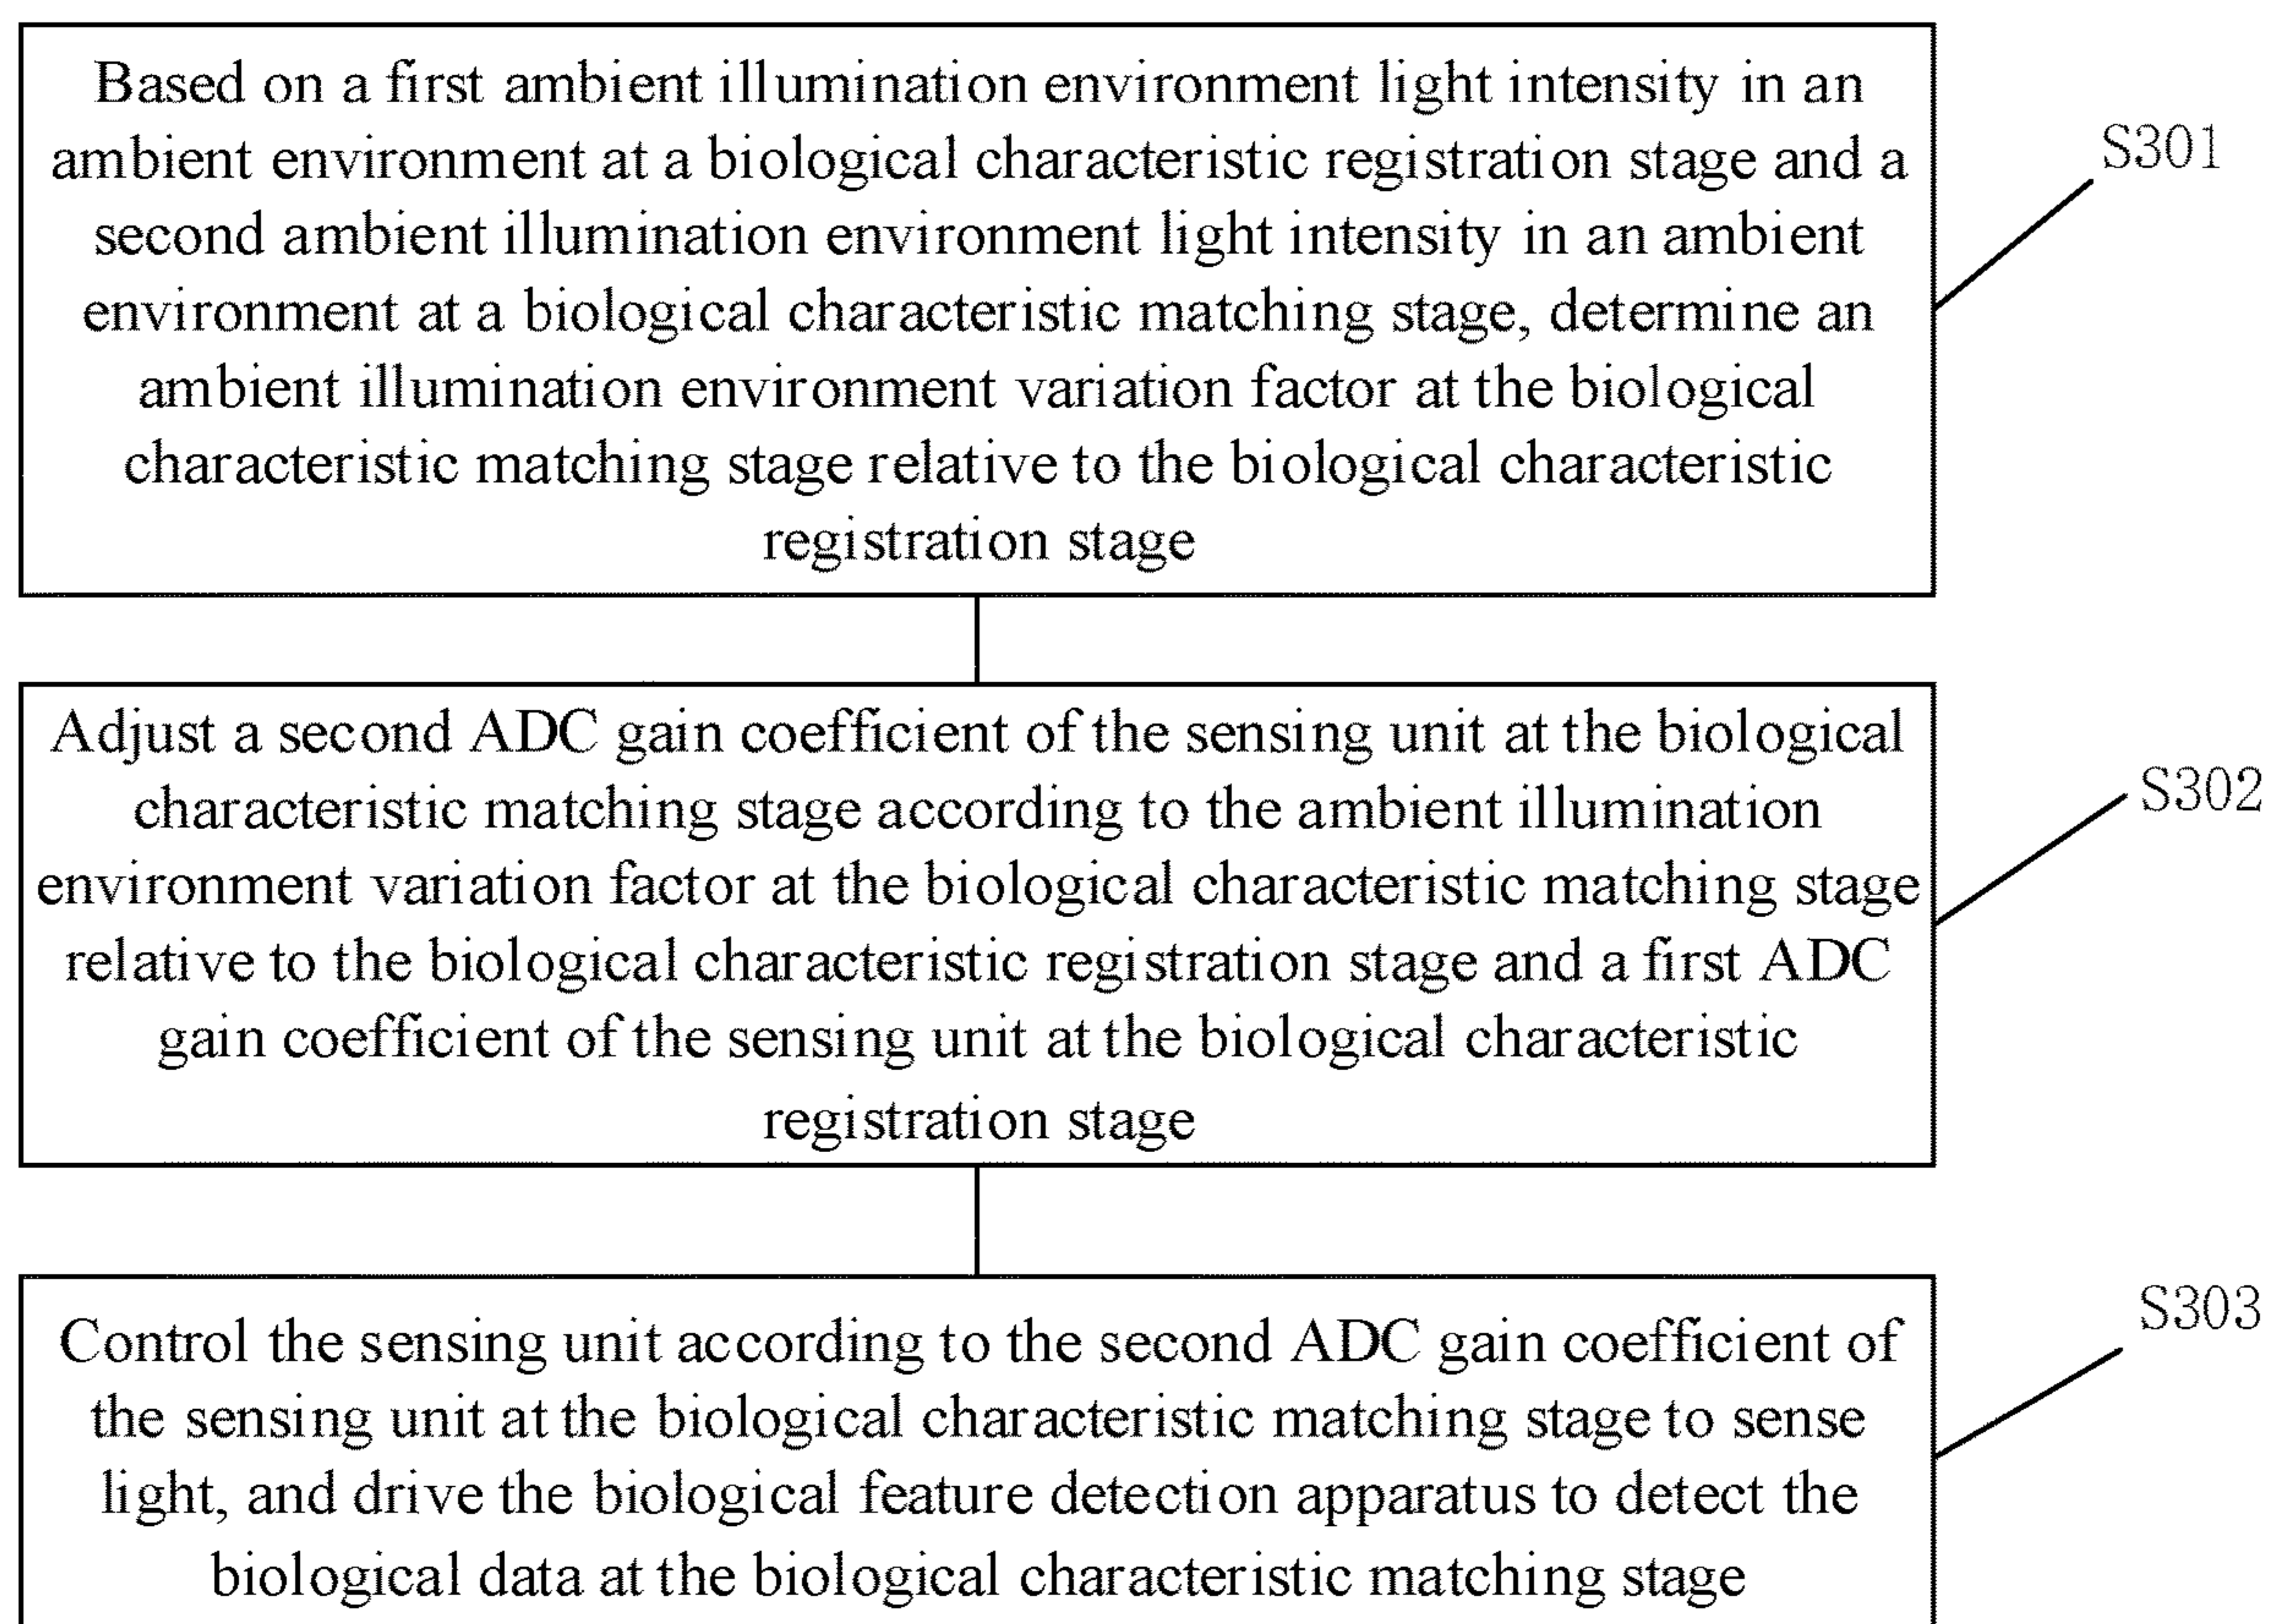 Based on a first ambient illumination environment light intensity in an
ambient environment at a biological characteristic registration stage and a
second ambient illumination environment light intensity in an ambient
environment at a biological characteristic matching stage, determine an
ambient illumination environment variation factor at the biological
characteristic matching stage relative to the biological characteristic
registration stage
S301
Adjust a second ADC gain coefficient of the sensing unit at the biological
characteristic matching stage according to the ambient illumination
environment variation factor at the biological characteristic matching stage
relative to the biological characteristic registration stage and a first ADC
gain coefficient of the sensing unit at the biological characteristic
registration stage
S302
Control the sensing unit according to the second ADC gain coefficient of
the sensing unit at the biological characteristic matching stage to sense
light, and drive the biological feature detection apparatus to detect the
biological data at the biological characteristic matching stage
S303